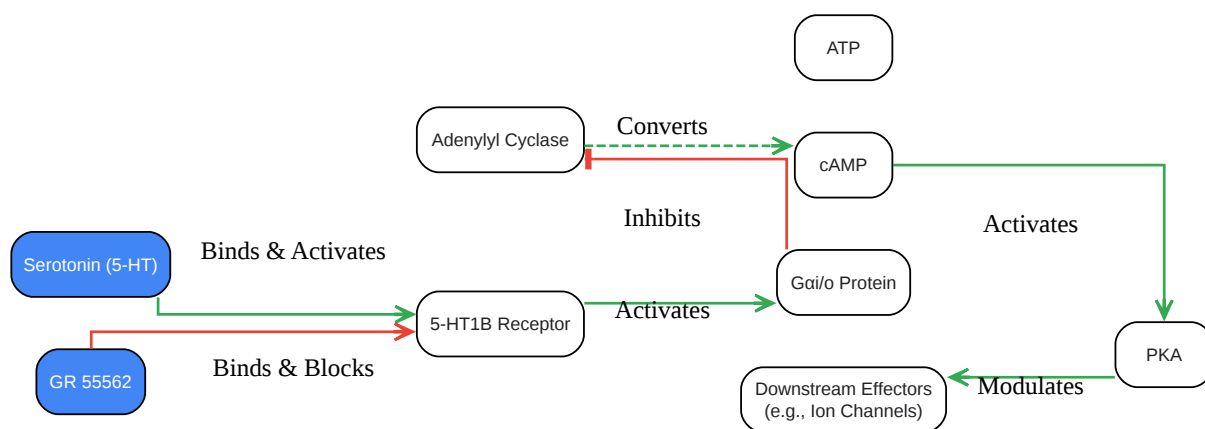 ATP
Adenylyl Cyclase
Converts
cAMP
Inhibits
Activates
Binds & Activates
Serotonin (5-HT)
Gαi/o Protein
5-HT1B Receptor
Activates
PKA
Binds & Blocks
GR 55562
Downstream Effectors
(e.g., Ion Channels)
Modulates